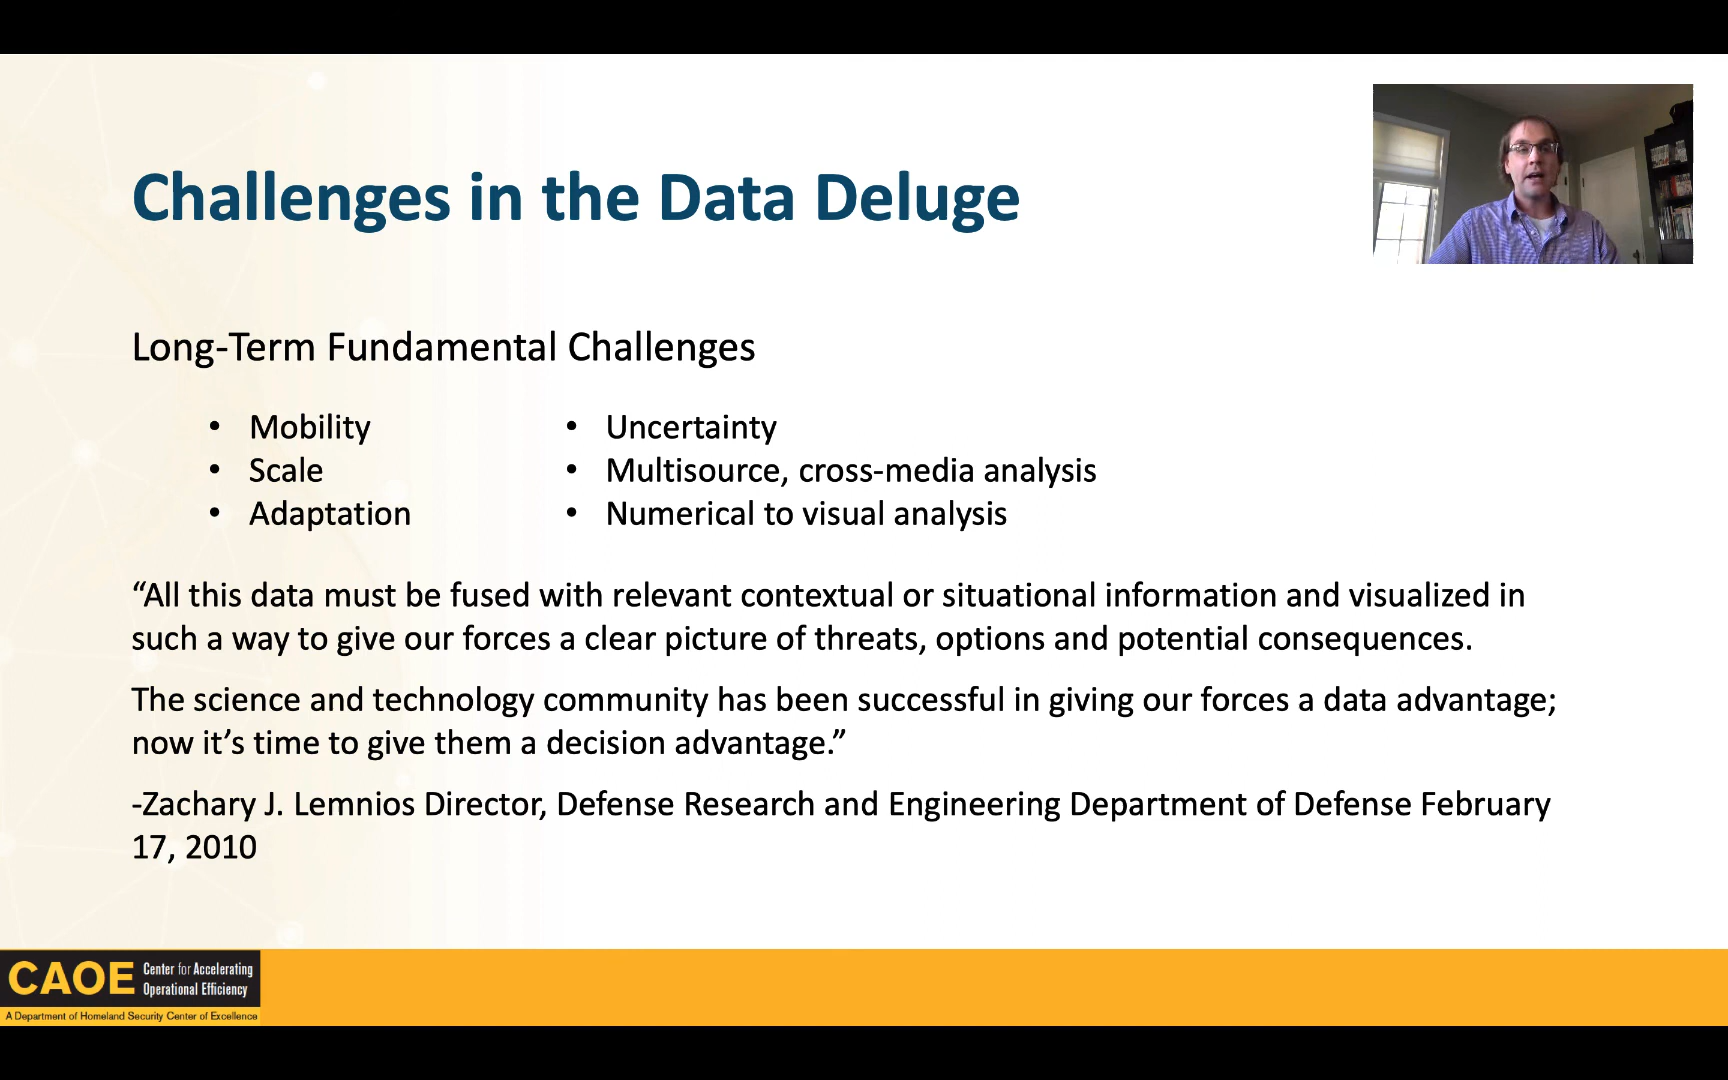 Challenges in the Data Deluge
Long-Term Fundamental Challenges
• Mobility
• Scale
• Adaptation
• Uncertainty
• Multisource, cross-media analysis
• Numerical to visual analysis
“All this data must be fused with relevant contextual or situational information and visualized in
such a way to give our forces a clear picture of threats, options and potential consequences.
The science and technology community has been successful in giving our forces a data advantage;
now it’s time to give them a decision advantage.”
-Zachary J. Lemnios Director, Defense Research and Engineering Department of Defense February
17, 2010
CAOE Center for Accelerating
Operational Efficiency
A Department of Homeland Security Center of Excellence